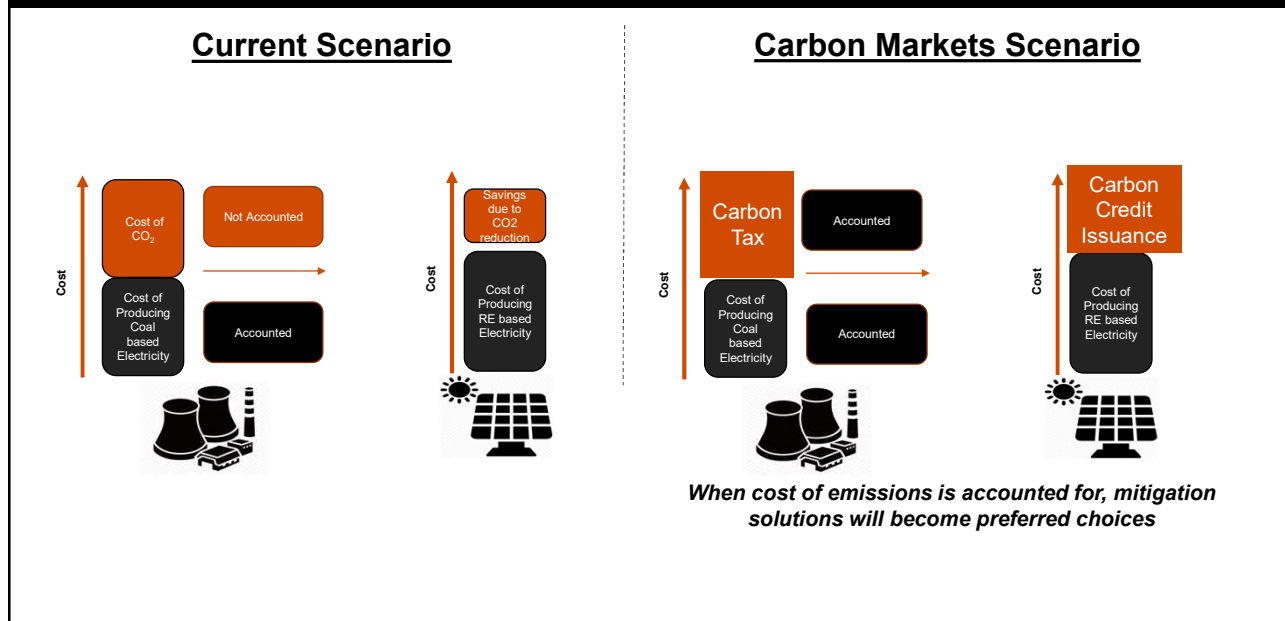 Current Scenario
Cost
Cost of
CO₂
Not Accounted
Cost of
Producing
Coal
based
Electricity
Accounted
Cost
Savings
due to
CO2
reduction
Cost of
Producing
RE based
Electricity
Carbon Markets Scenario
Cost
Carbon
Tax
Accounted
Cost of
Producing
Coal
based
Electricity
Accounted
Cost
Carbon
Credit
Issuance
Cost of
Producing
RE based
Electricity
When cost of emissions is accounted for, mitigation
solutions will become preferred choices